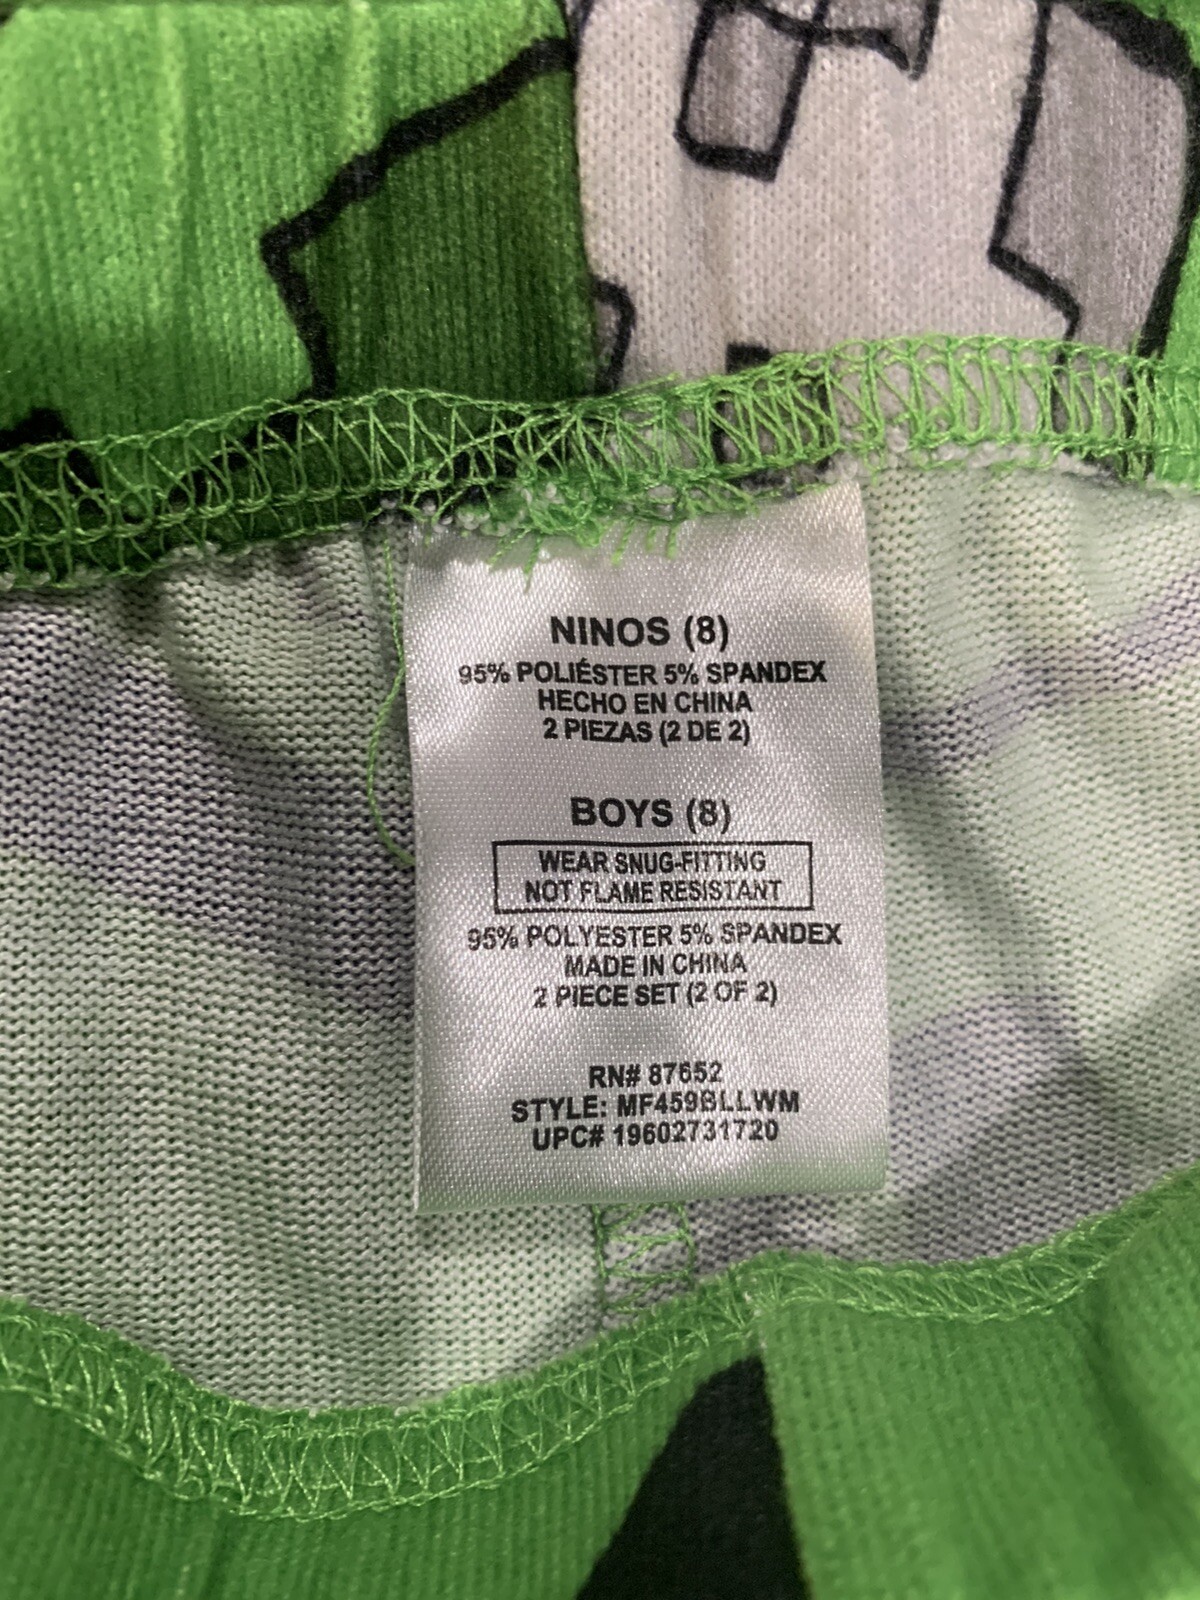 NINOS (8)
95% POLIÉSTER 5% SPANDEX
HECHO EN CHINA
2 PIEZAS (2 DE 2)
BOYS (8)
WEAR SNUG-FITTING
NOT FLAME RESISTANT
95% POLYESTER 5% SPANDEX
MADE IN CHINA
2 PIECE SET (2 OF 2)
RN# 87652
STYLE: MF459BLLWM
UPC# 19602731720